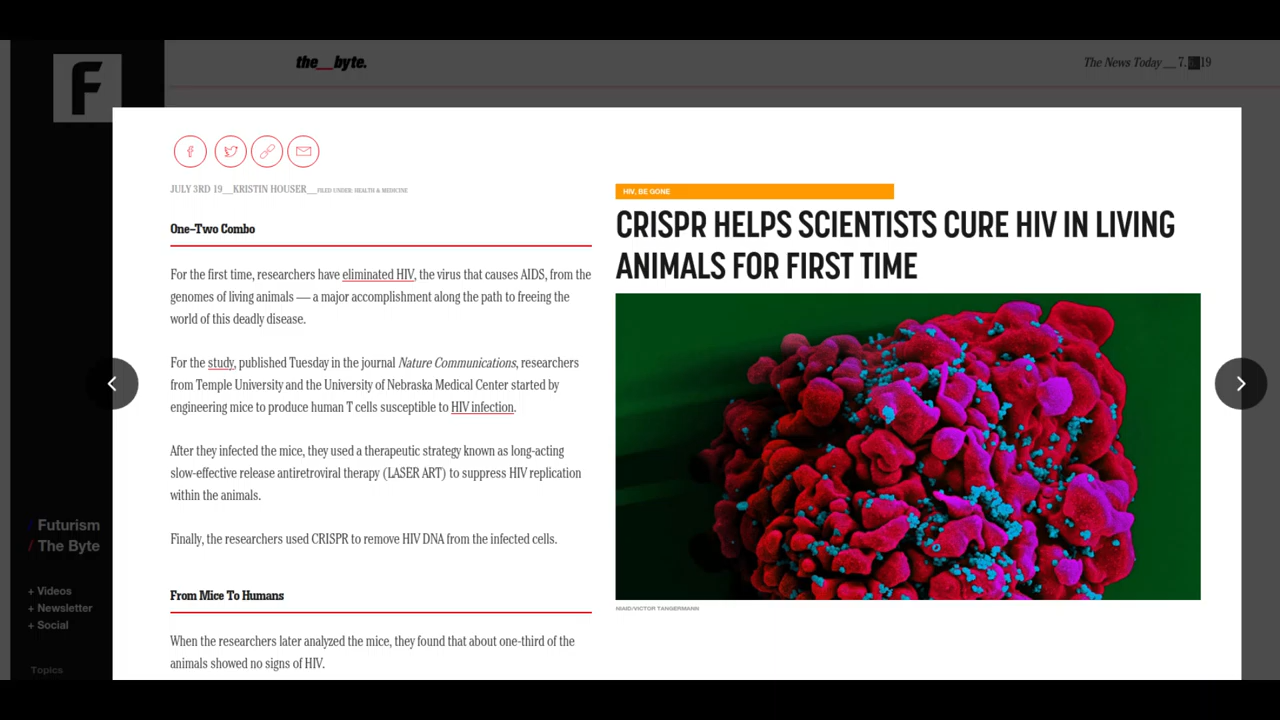 F
the__byte.
The News Today __ 7. 19
JULY 3RD 19__KRISTIN HOUSER__FILED UNDER: HEALTH & MEDICINE
One-Two Combo
For the first time, researchers have eliminated HIV, the virus that causes AIDS, from the
genomes of living animals — a major accomplishment along the path to freeing the
world of this deadly disease.
For the study, published Tuesday in the journal Nature Communications, researchers
from Temple University and the University of Nebraska Medical Center started by
engineering mice to produce human T cells susceptible to HIV infection.
After they infected the mice, they used a therapeutic strategy known as long-acting
slow-effective release antiretroviral therapy (LASER ART) to suppress HIV replication
within the animals.
Finally, the researchers used CRISPR to remove HIV DNA from the infected cells.
From Mice To Humans
When the researchers later analyzed the mice, they found that about one-third of the
animals showed no signs of HIV.
HIV, BE GONE
CRISPR HELPS SCIENTISTS CURE HIV IN LIVING
ANIMALS FOR FIRST TIME
NIAID/VICTOR TANGERMANN
/ Futurism
/ The Byte
+ Videos
+ Newsletter
+ Social
Topics